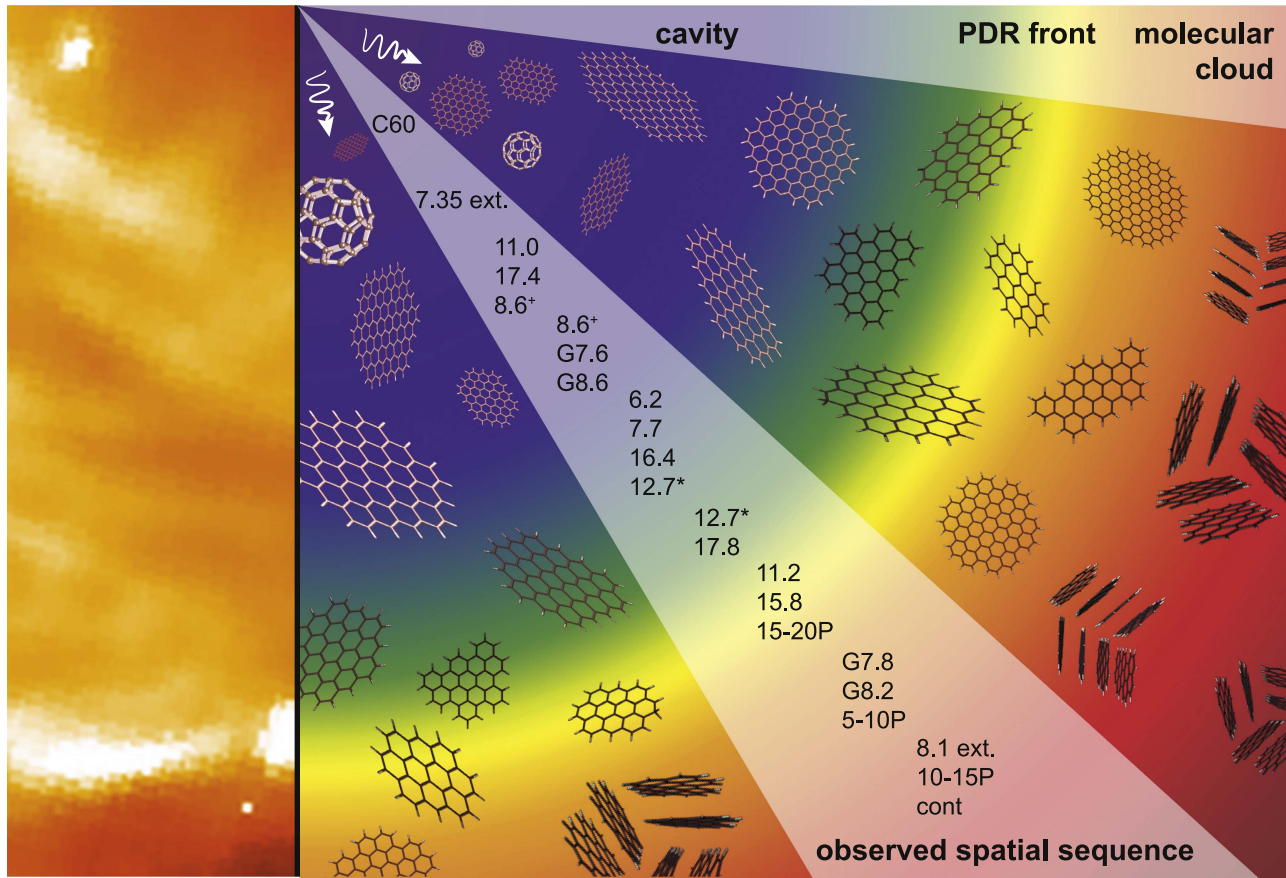 cavity
PDR front
molecular
cloud
C60
7.35 ext.
11.0
17.4
8.6⁺
8.6⁺
G7.6
G8.6
6.2
7.7
16.4
12.7*
12.7*
17.8
11.2
15.8
15-20P
G7.8
G8.2
5-10P
8.1 ext.
10-15P
cont
observed spatial sequence